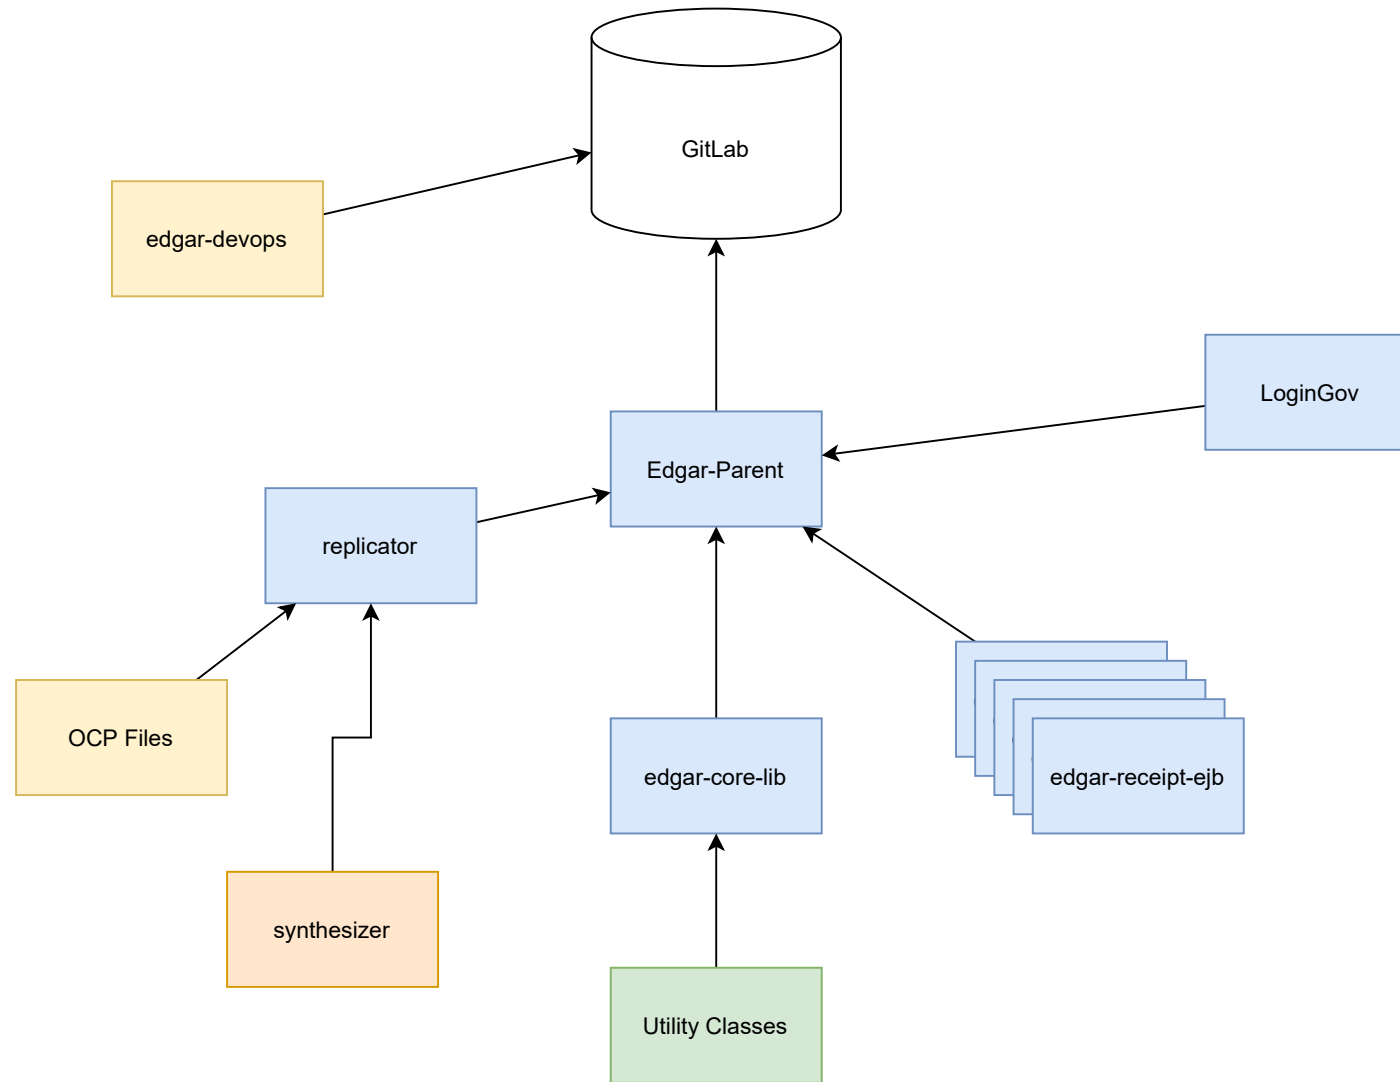 GitLab
edgar-devops
LoginGov
Edgar-Parent
replicator
OCP Files
edgar-core-lib
edgar-receipt-ejb
synthesizer
Utility Classes